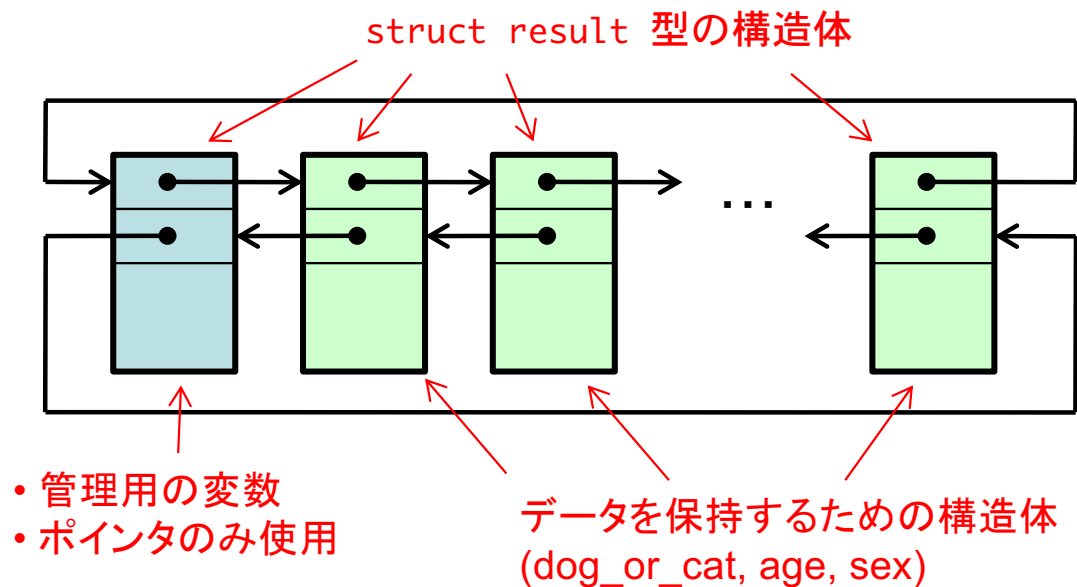 struct result 型の構造体
...
• 管理用の変数
• ポインタのみ使用
データを保持するための構造体
(dog_or_cat, age, sex)